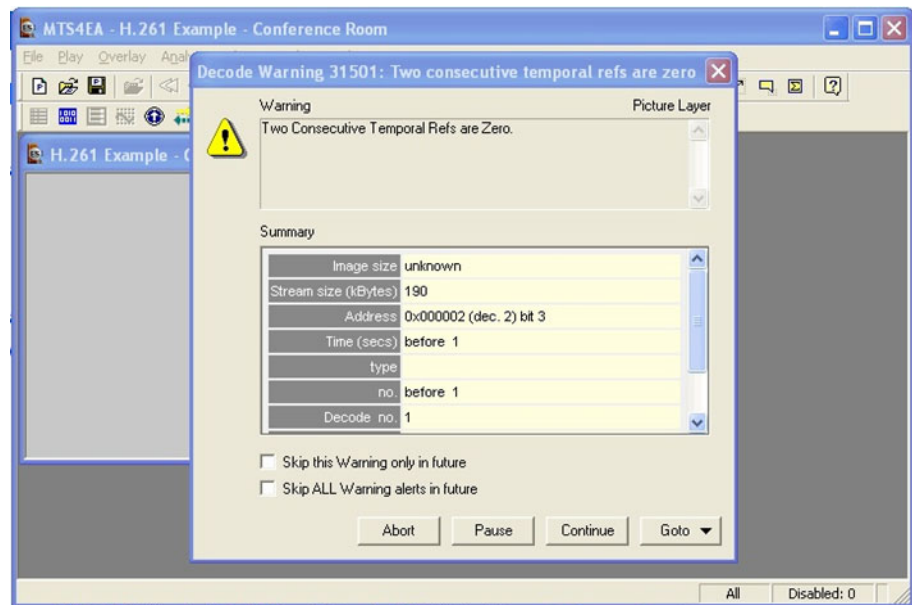 MTS4EA - H.261 Example - Conference Room
File Play Overlay
Decode Warning 31501: Two consecutive temporal refs are zero
Warning Picture Layer
Two Consecutive Temporal Refs are Zero.
H.261 Example -
Summary
Image size unknown
Stream size (kBytes) 190
Address 0x000002 (dec. 2) bit 3
Time (secs) before 1
type
no. before 1
Decode no. 1
Skip this Warning only in future
Skip ALL Warning alerts in future
Abort Pause Continue Goto
All Disabled: 0